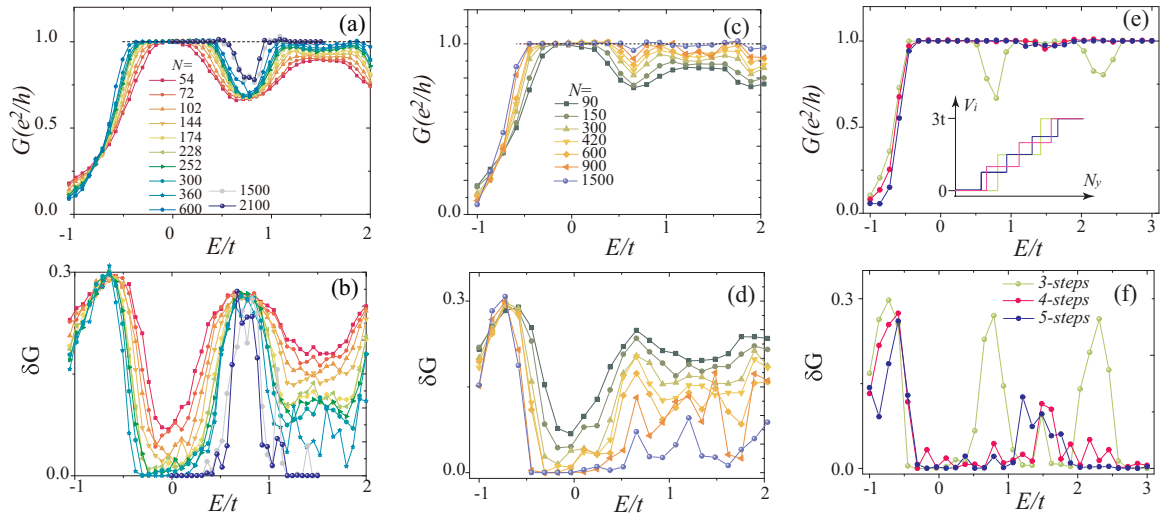 (a)
G(e²/h)
1.0
0.5
0.0
N=
54
72
102
144
174
228
252
300
360
600
1500
2100
-1 0 1 2
E/t
(c)
G(e²/h)
1.0
0.5
0.0
N=
90
150
300
420
600
900
1500
-1 0 1 2
E/t
(e)
G(e²/h)
1.0
0.5
0.0
V_i
3t
0
N_y
-1 0 1 2 3
E/t
(b)
δG
0.3
0.0
-1 0 1 2
E/t
(d)
δG
0.3
0.0
-1 0 1 2
E/t
(f)
δG
0.3
0.0
3-steps
4-steps
5-steps
-1 0 1 2 3
E/t